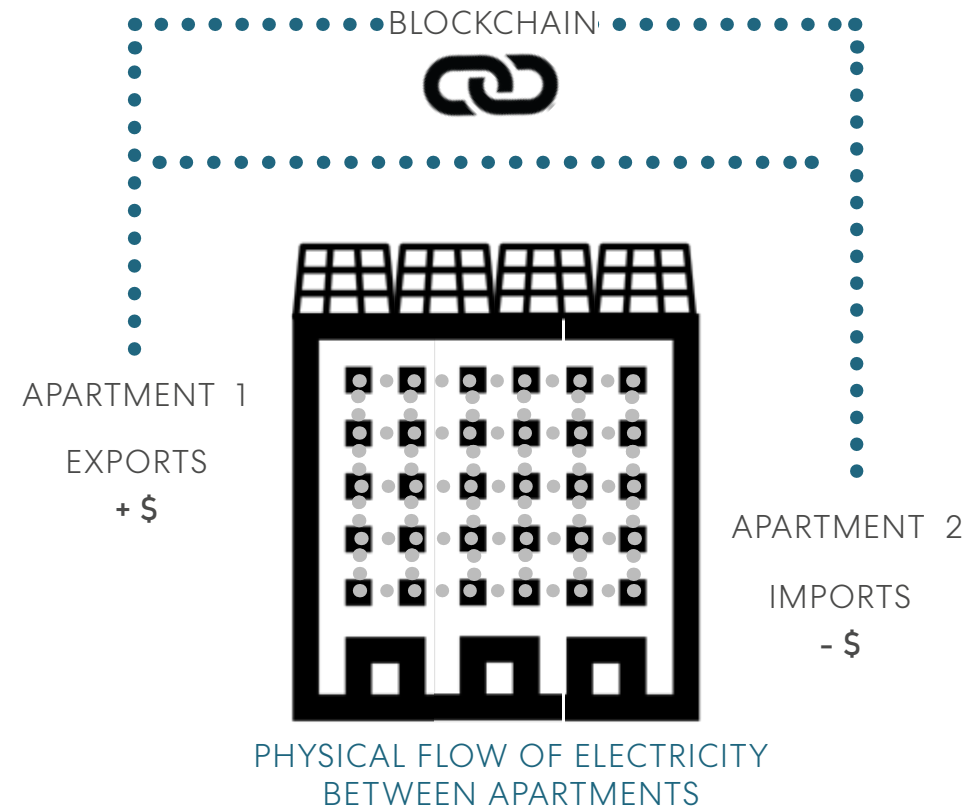 BLOCKCHAIN
APARTMENT 1
EXPORTS
+ $
APARTMENT 2
IMPORTS
- $
PHYSICAL FLOW OF ELECTRICITY
BETWEEN APARTMENTS